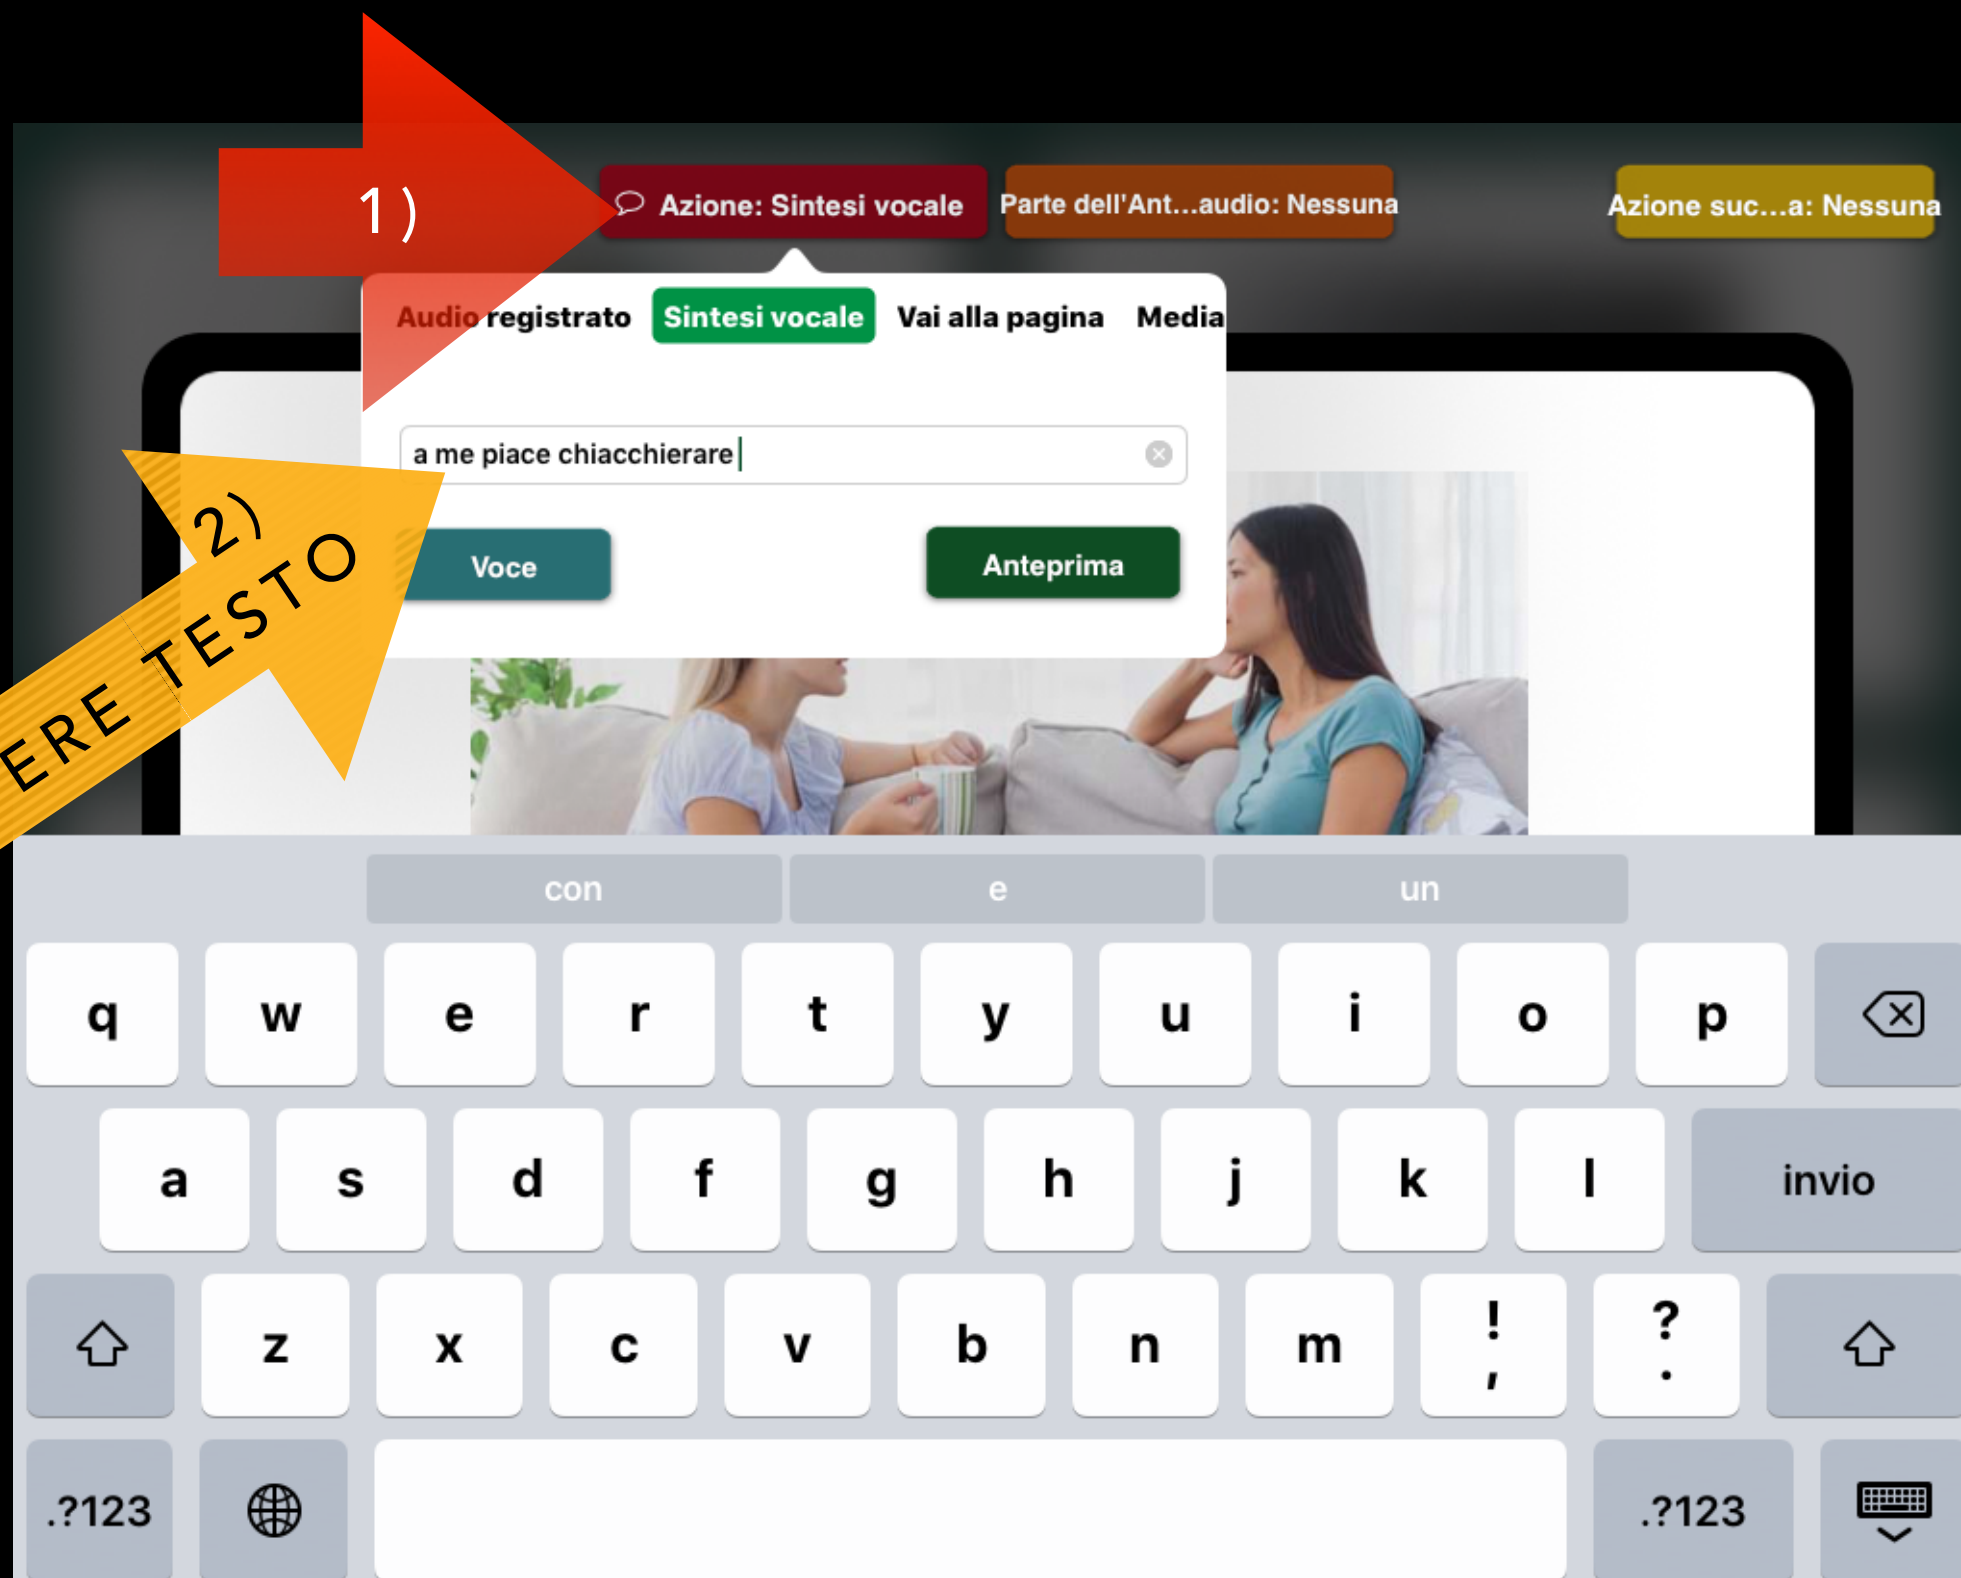 1)
Azione: Sintesi vocale
Parte dell'Ant...audio: Nessuna
Azione suc...a: Nessuna
Audio registrato
Sintesi vocale
Vai alla pagina
Media
a me piace chiacchierare
2)
ERE TESTO
Voce
Anteprima
con
e
un
q w e r t y u i o p
a s d f g h j k l invio
z x c v b n m ! , ? .
.?123
.?123